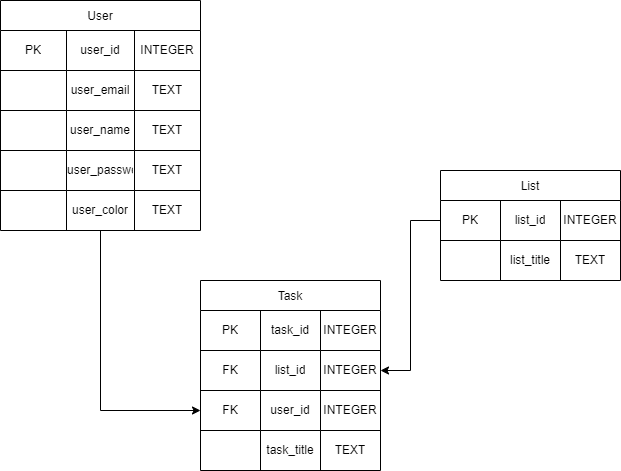 User
PK user_id INTEGER
user_email TEXT
user_name TEXT
user_passw TEXT
user_color TEXT
List
PK list_id INTEGER
list_title TEXT
Task
PK task_id INTEGER
FK list_id INTEGER
FK user_id INTEGER
task_title TEXT